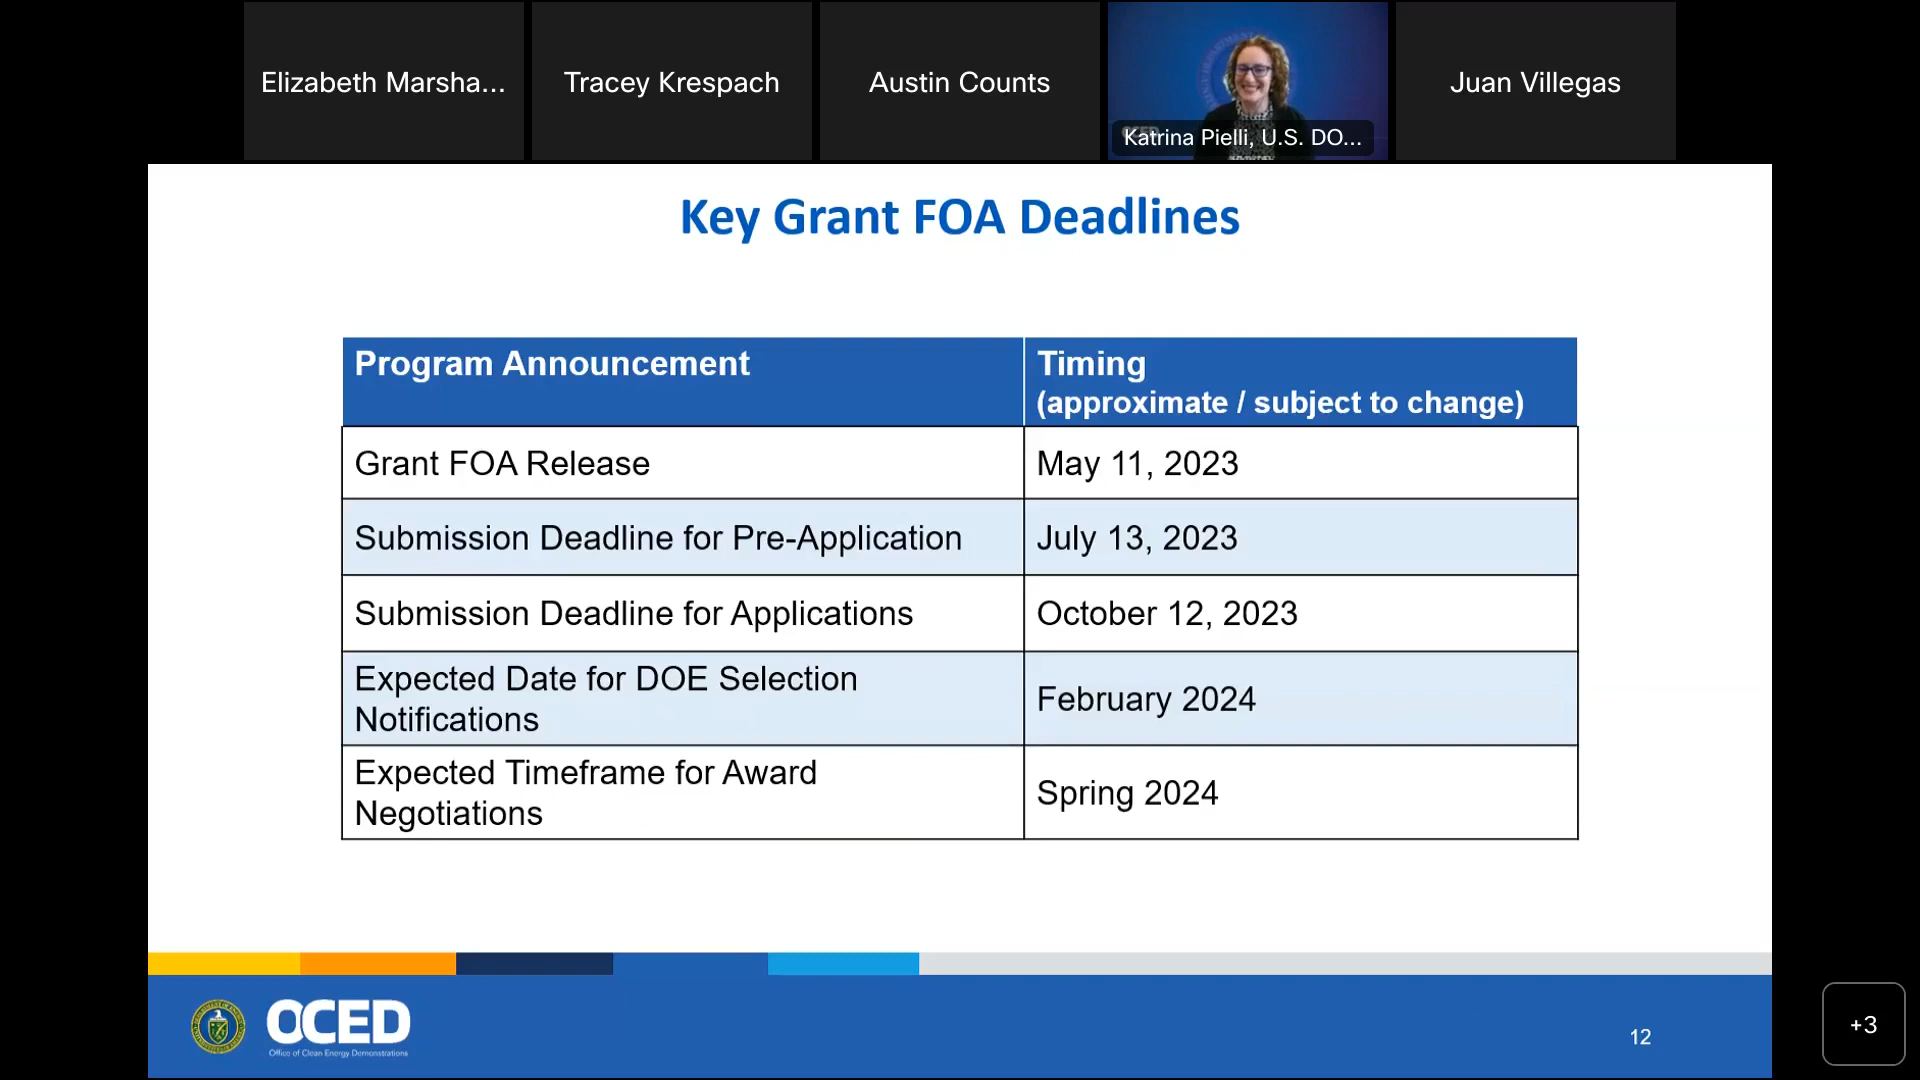 Elizabeth Marsha...
Tracey Krespach
Austin Counts
Katrina Pielli, U.S. DO...
Juan Villegas
Key Grant FOA Deadlines
Program Announcement
Timing
(approximate / subject to change)
Grant FOA Release
May 11, 2023
Submission Deadline for Pre-Application
July 13, 2023
Submission Deadline for Applications
October 12, 2023
Expected Date for DOE Selection
Notifications
February 2024
Expected Timeframe for Award
Negotiations
Spring 2024
OCED
Office of Clean Energy Demonstrations
12
+3